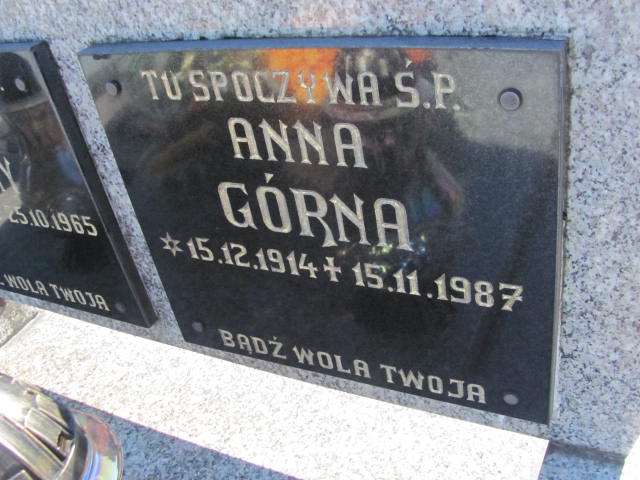 TU SPOCZYWA Ś.P.
ANNA
GÓRNA
✡15.12.1914 ✝ 15.11.1987
BĄDŹ WOLA TWOJA
25.10.1965
WOLA TWOJA